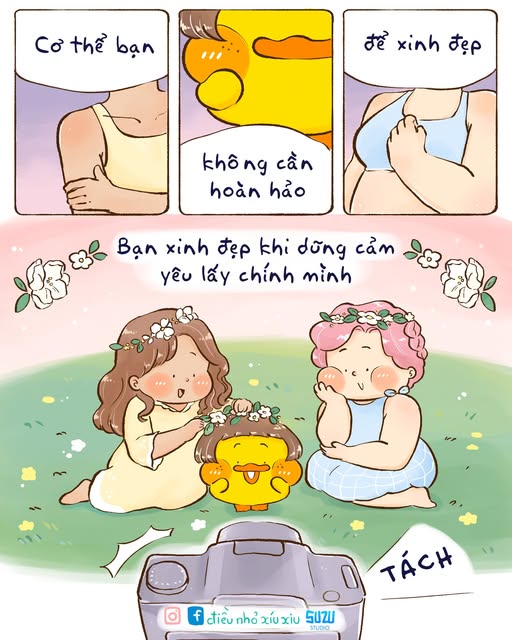 Cơ thể bạn
không cần
hoàn hảo
để xinh đẹp
Bạn xinh đẹp khi dũng cảm
yêu lấy chính mình
TÁCH
điều nhỏ xíu xiu SUZU
STUDIO